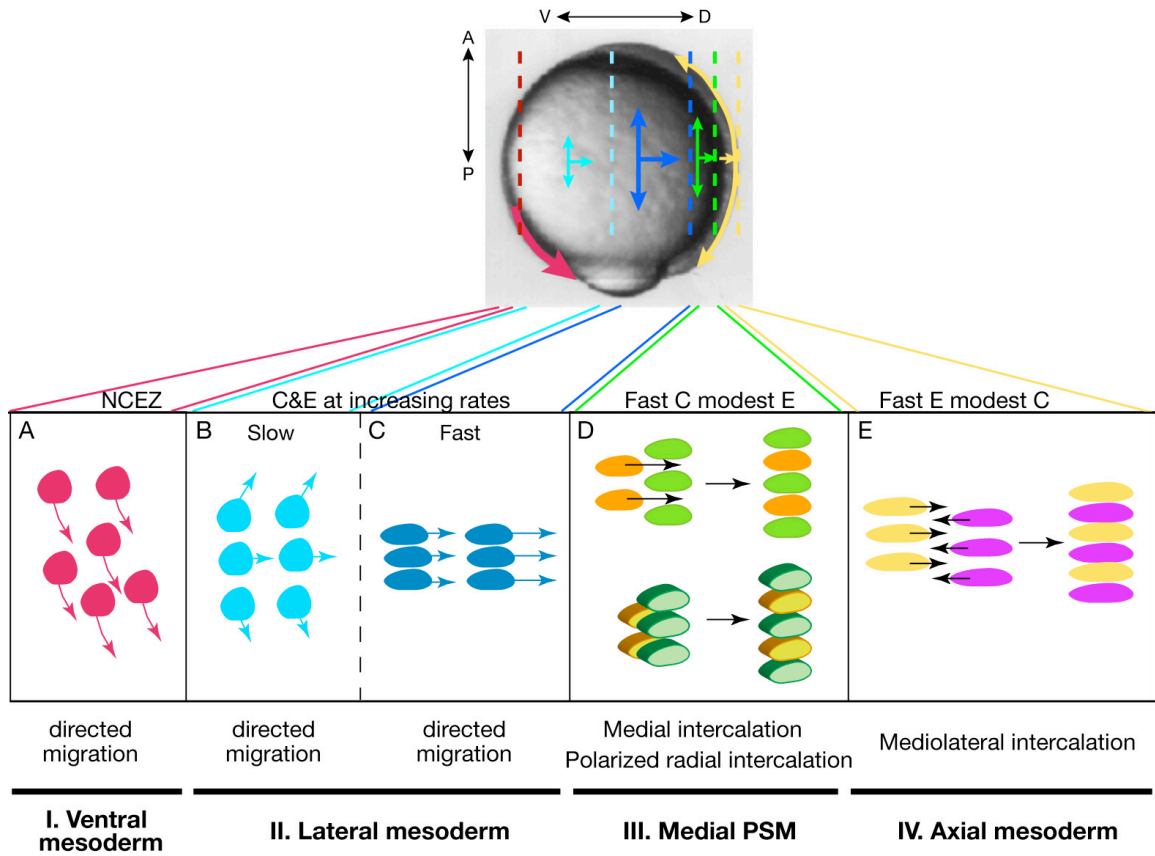 V
D
A
P
NCEZ
C&E at increasing rates
Fast C modest E
Fast E modest C
A
B
Slow
C
Fast
D
E
directed
migration
directed
migration
directed
migration
Medial intercalation
Polarized radial intercalation
Mediolateral intercalation
I. Ventral
mesoderm
II. Lateral mesoderm
III. Medial PSM
IV. Axial mesoderm